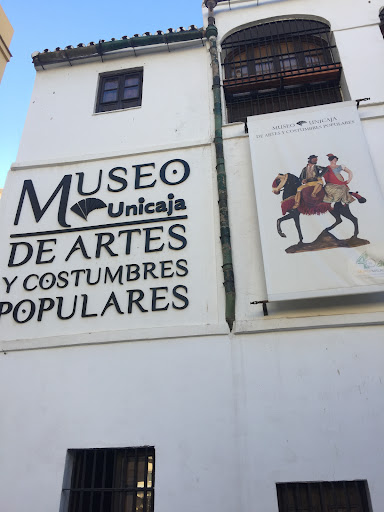 MUSEO
Unicaja
DE ARTES
Y COSTUMBRES
POPULARES
MUSEO UNICAJA
DE ARTES Y COSTUMBRES POPULARES